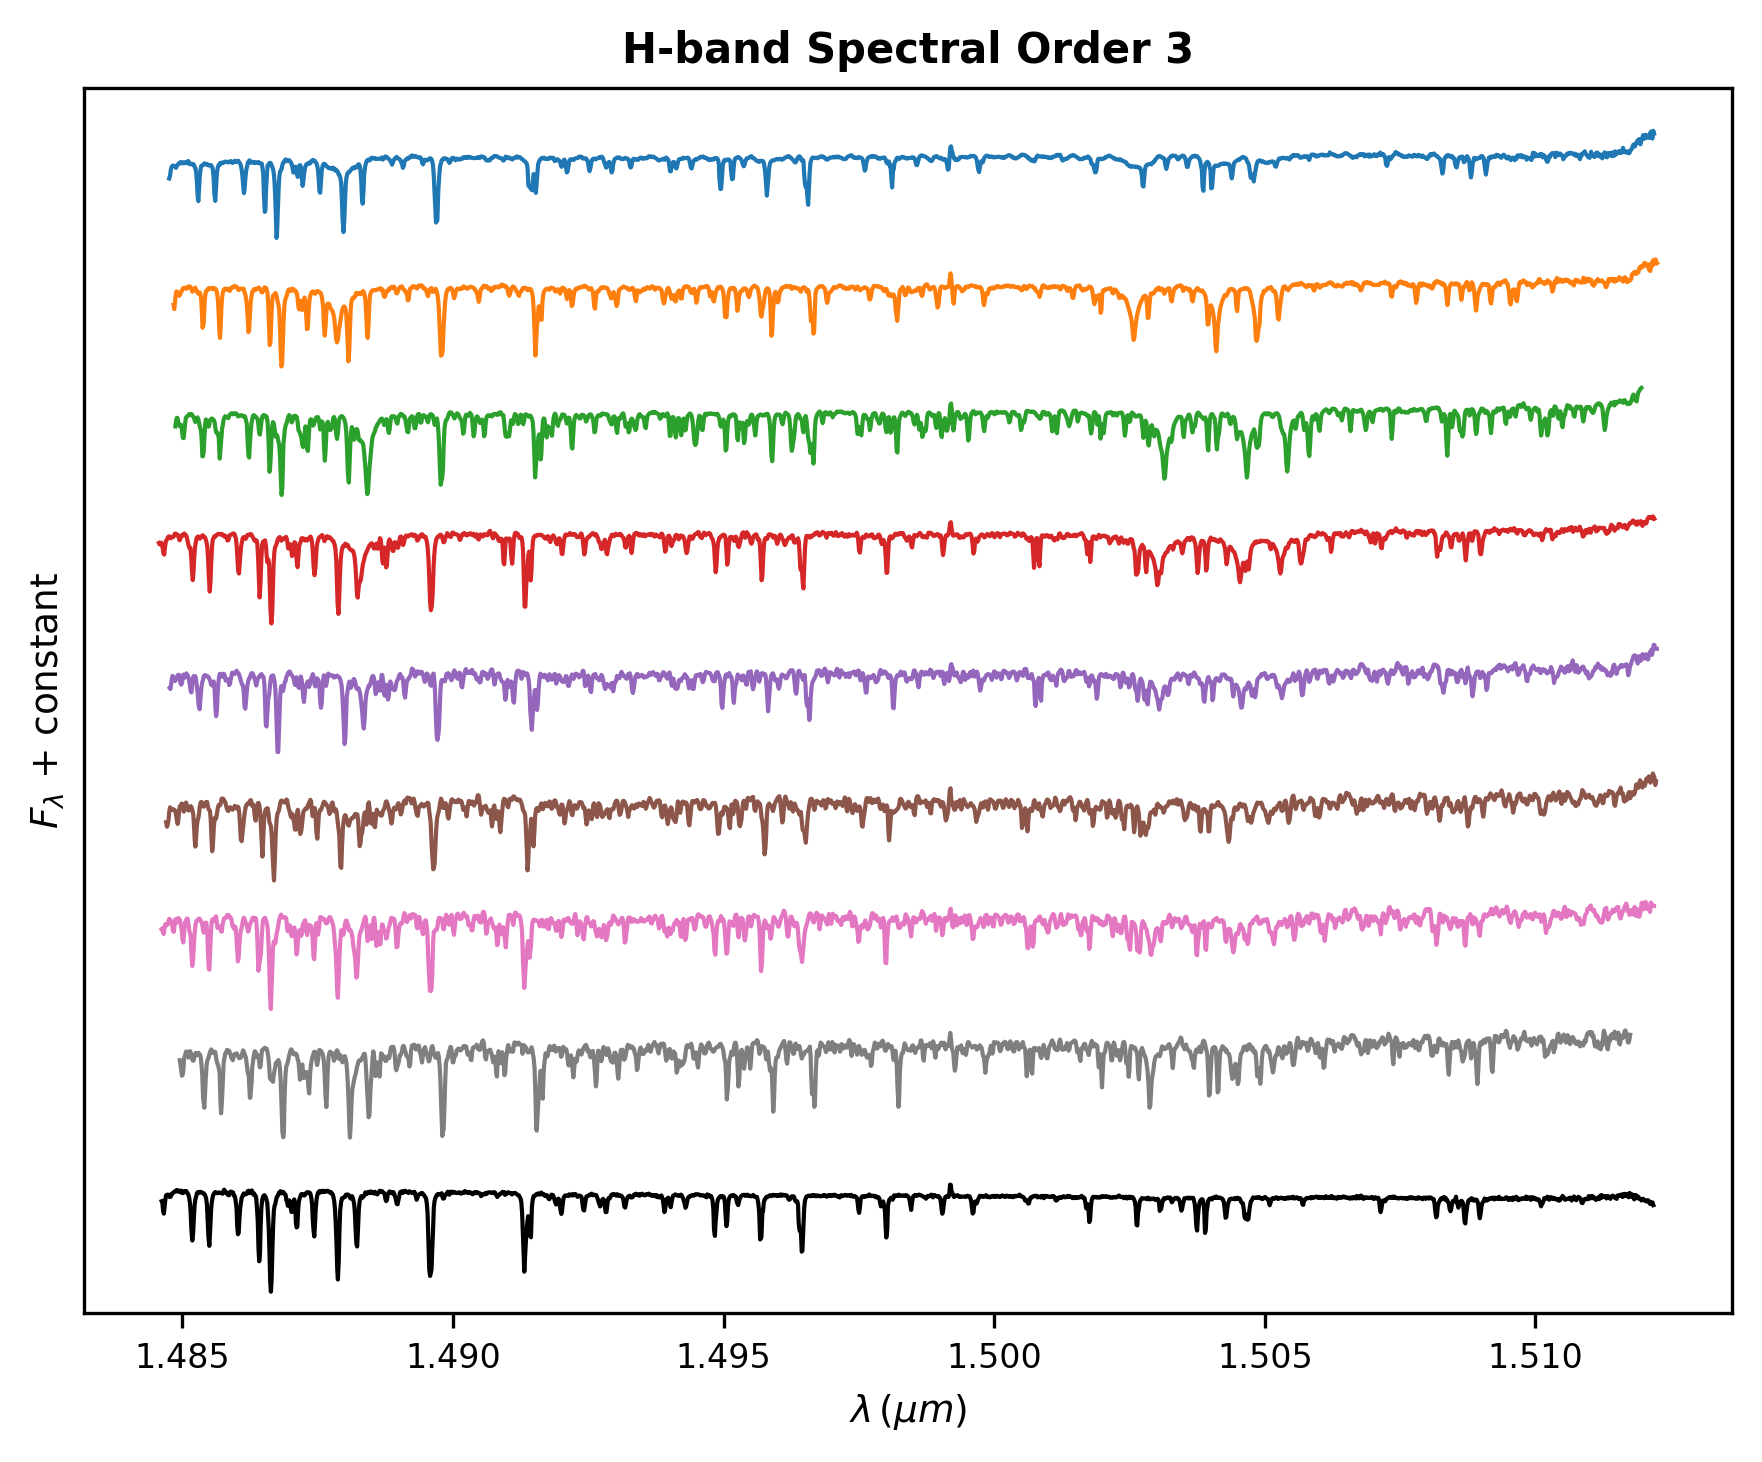 H-band Spectral Order 3
F_λ + constant
1.485 1.490 1.495 1.500 1.505 1.510
λ (μm)